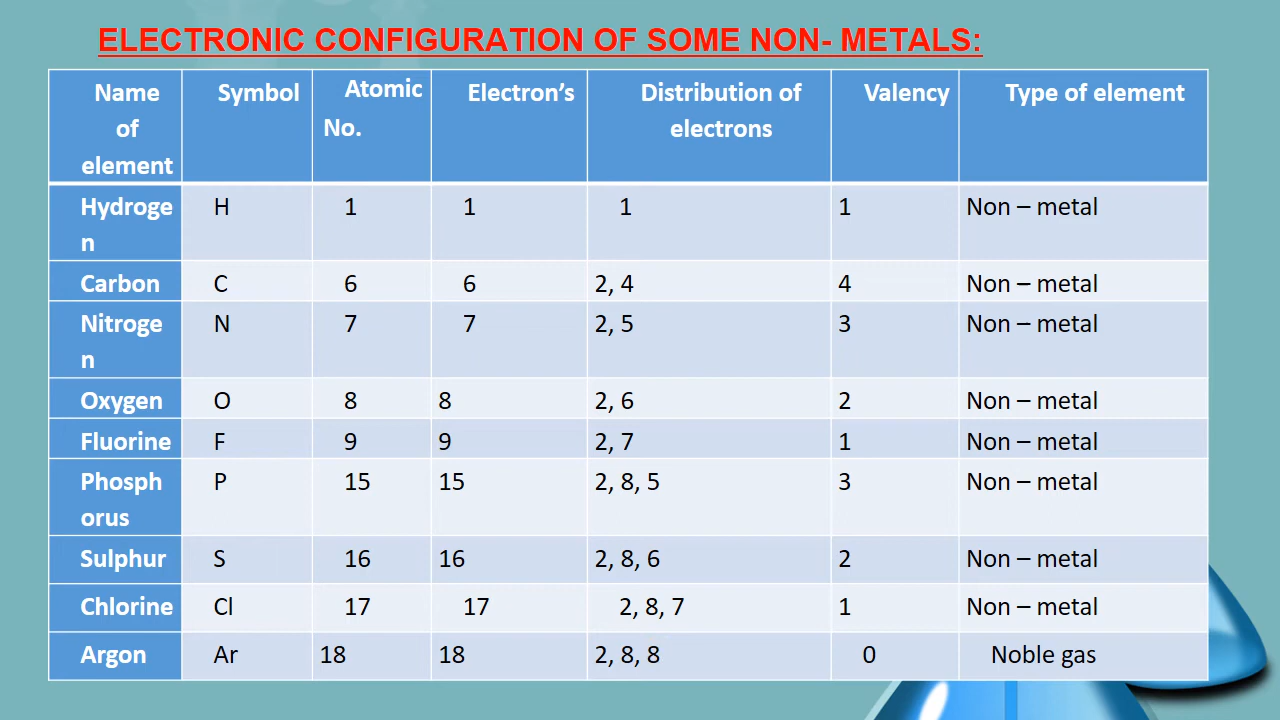 ELECTRONIC CONFIGURATION OF SOME NON- METALS:
Name of element Symbol Atomic No. Electron's Distribution of electrons Valency Type of element
Hydrogen H 1 1 1 1 Non – metal
Carbon C 6 6 2, 4 4 Non – metal
Nitrogen N 7 7 2, 5 3 Non – metal
Oxygen O 8 8 2, 6 2 Non – metal
Fluorine F 9 9 2, 7 1 Non – metal
Phosphorus P 15 15 2, 8, 5 3 Non – metal
Sulphur S 16 16 2, 8, 6 2 Non – metal
Chlorine Cl 17 17 2, 8, 7 1 Non – metal
Argon Ar 18 18 2, 8, 8 0 Noble gas